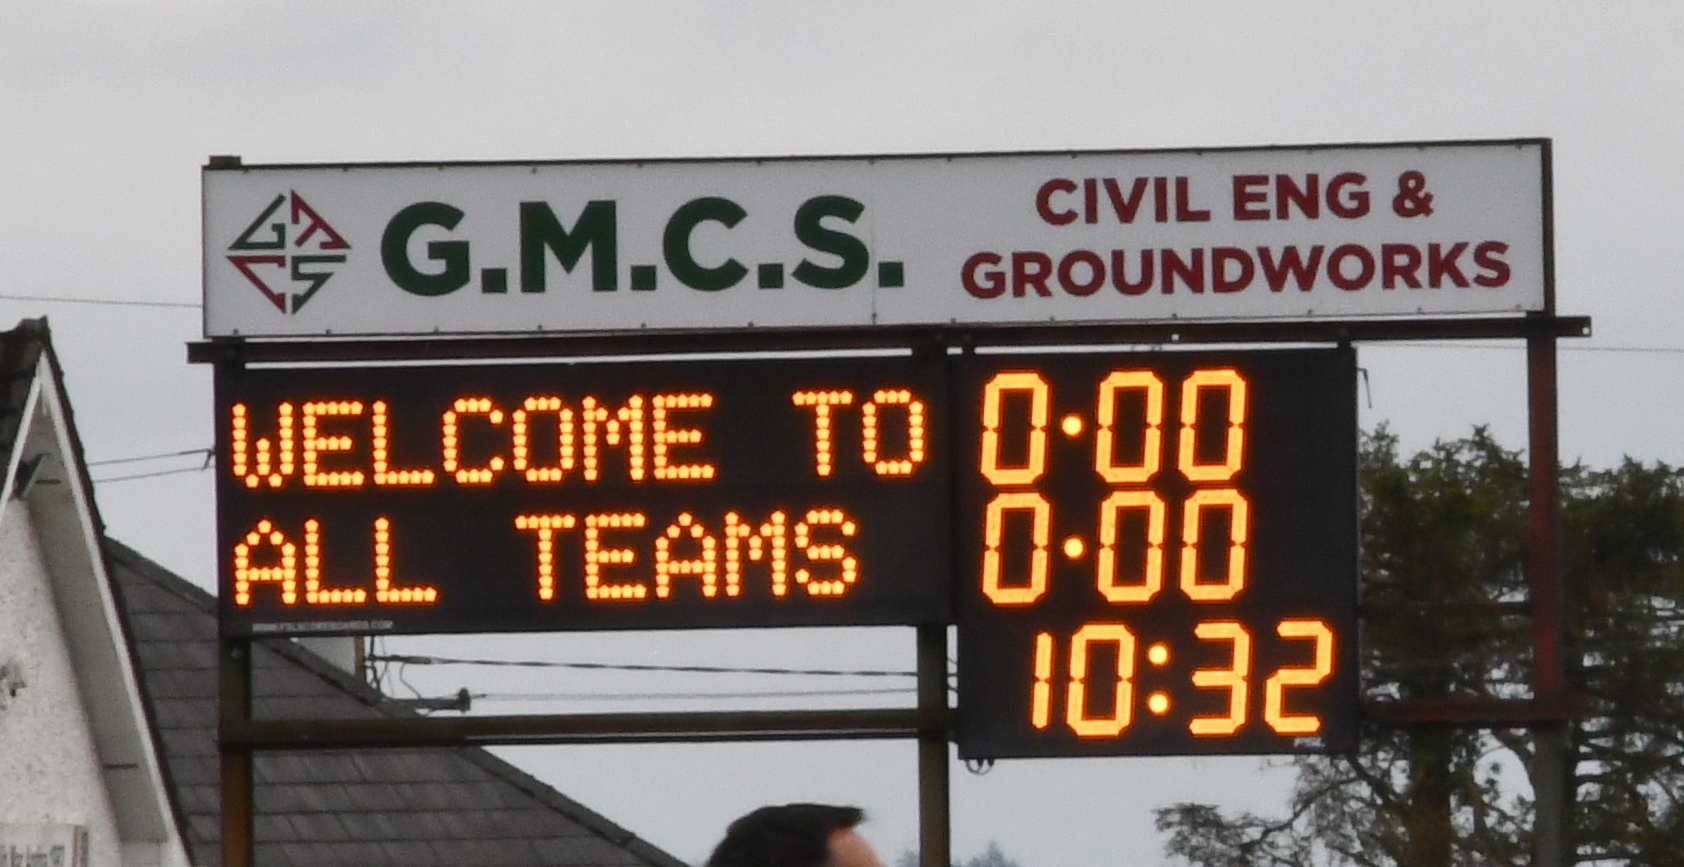 G.M.C.S.
CIVIL ENG &
GROUNDWORKS
WELCOME TO
ALL TEAMS
0·00
0·00
10:32